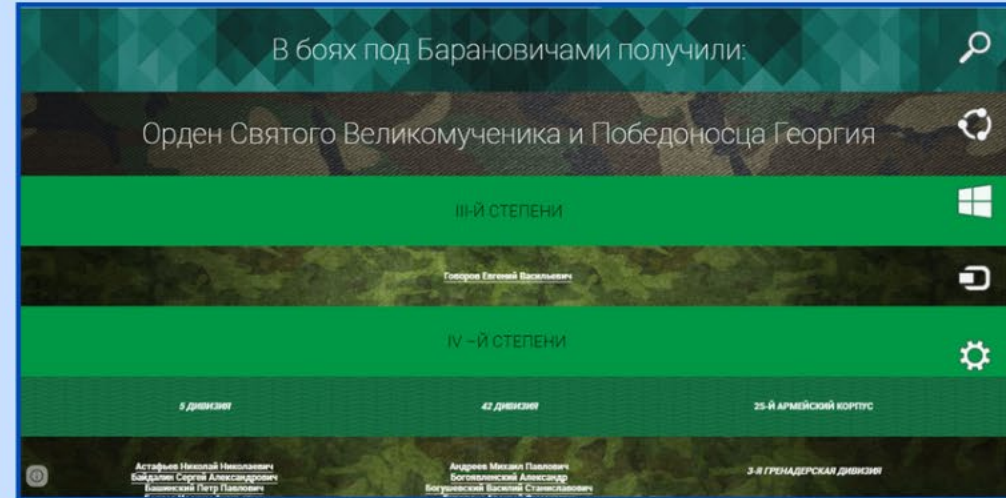 В боях под Барановичами получили:
Орден Святого Великомученика и Победоносца Георгия
III-Й СТЕПЕНИ
Говоров Евгений Васильевич
IV –Й СТЕПЕНИ
5 ДИВИЗИЯ
42 ДИВИЗИЯ
25-Й АРМЕЙСКИЙ КОРПУС
Астафьев Николай Николаевич
Байдалин Сергей Александрович
Башинский Петр Павлович
Андреев Михаил Павлович
Богоявленский Александр
Богушевский Василий Станиславович
3-Я ГРЕНАДЕРСКАЯ ДИВИЗИЯ